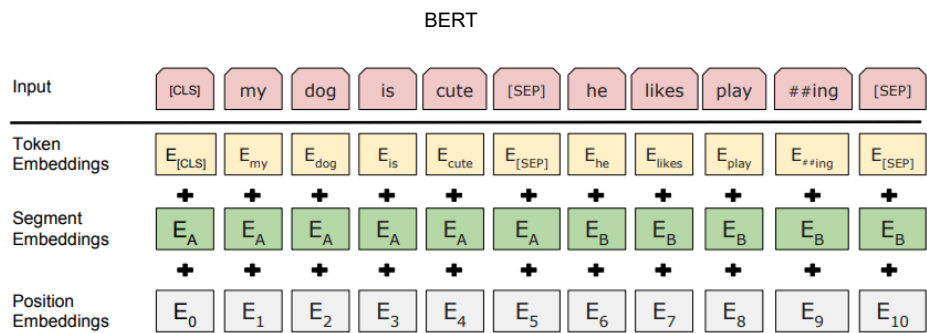 BERT
Input [CLS] my dog is cute [SEP] he likes play ##ing [SEP]
Token
Embeddings E[CLS] Emy Edog Eis Ecute E[SEP] Ehe Elikes Eplay E##ing E[SEP]
+ + + + + + + + + + +
Segment
Embeddings EA EA EA EA EA EA EB EB EB EB EB
+ + + + + + + + + + +
Position
Embeddings E0 E1 E2 E3 E4 E5 E6 E7 E8 E9 E10